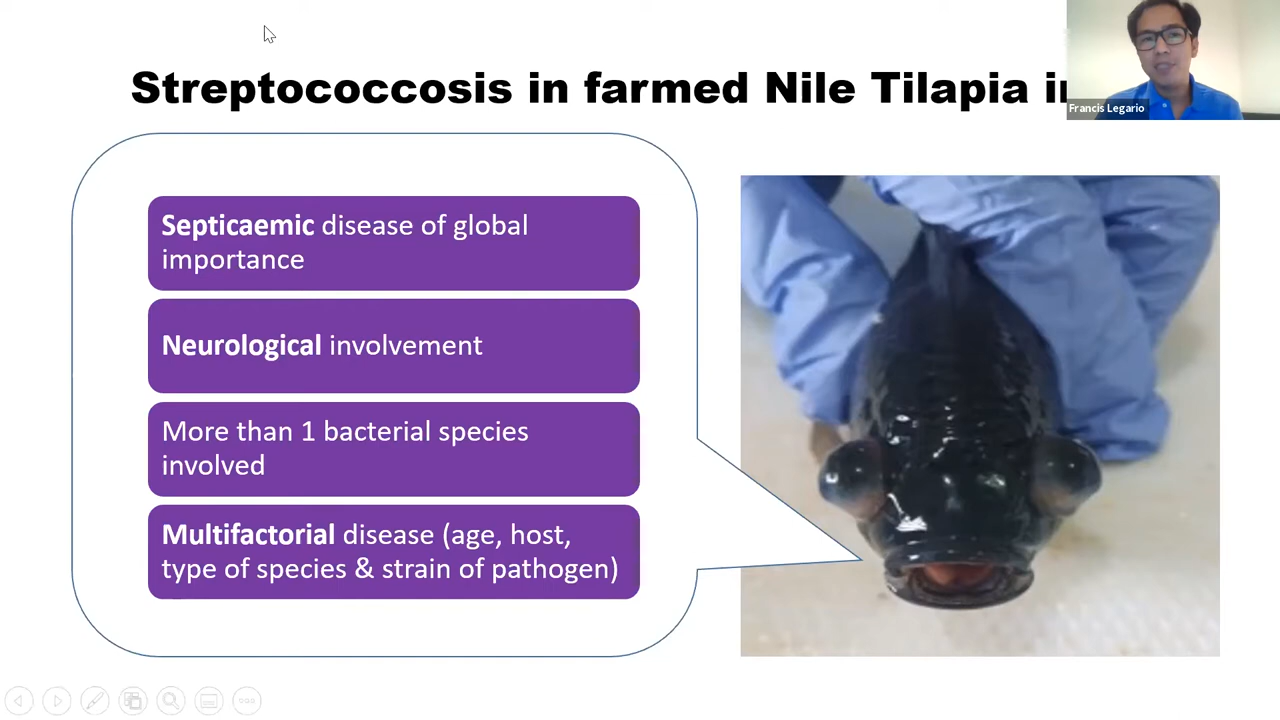 Streptococcosis in farmed Nile Tilapia in
Francis Legario
Septicaemic disease of global
importance
Neurological involvement
More than 1 bacterial species
involved
Multifactorial disease (age, host,
type of species & strain of pathogen)